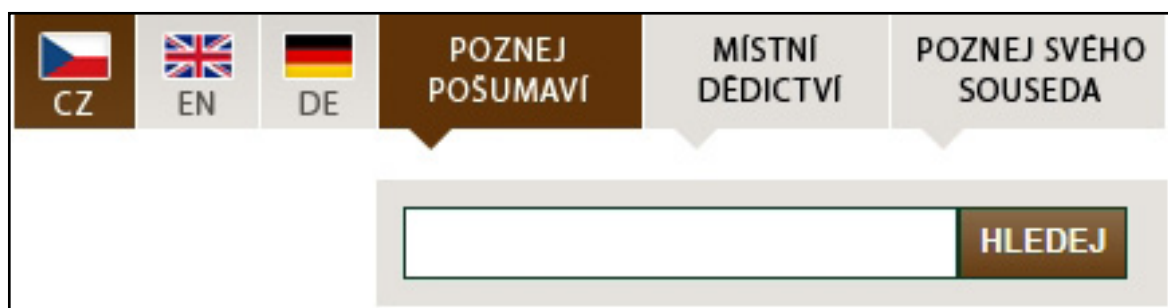 CZ
EN
DE
POZNEJ
POŠUMAVÍ
MÍSTNÍ
DĚDICTVÍ
POZNEJ SVÉHO
SOUSEDA
HLEDEJ